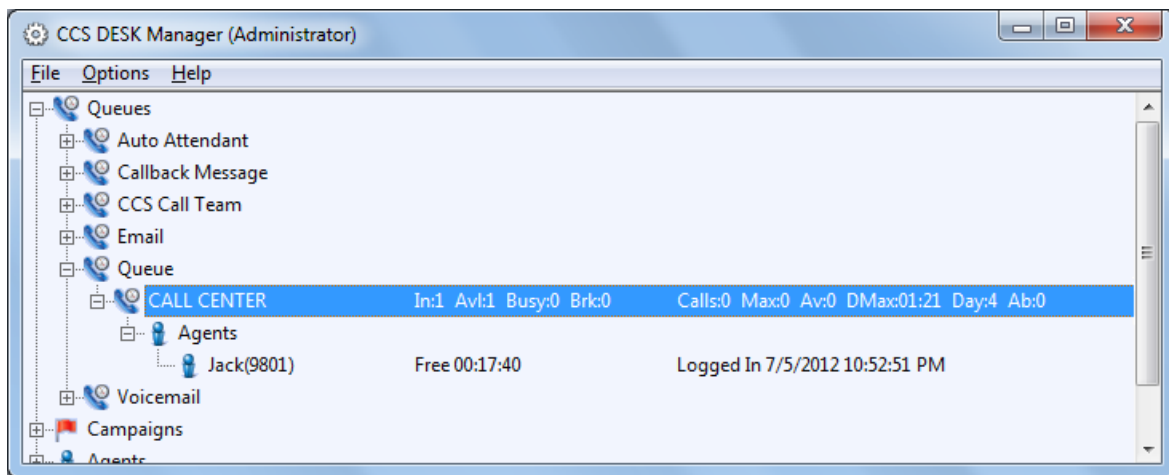 CCS DESK Manager (Administrator)
File Options Help
Queues
Auto Attendant
Callback Message
CCS Call Team
Email
Queue
CALL CENTER In:1 Avl:1 Busy:0 Brk:0 Calls:0 Max:0 Av:0 DMax:01:21 Day:4 Ab:0
Agents
Jack(9801) Free 00:17:40 Logged In 7/5/2012 10:52:51 PM
Voicemail
Campaigns
Agents